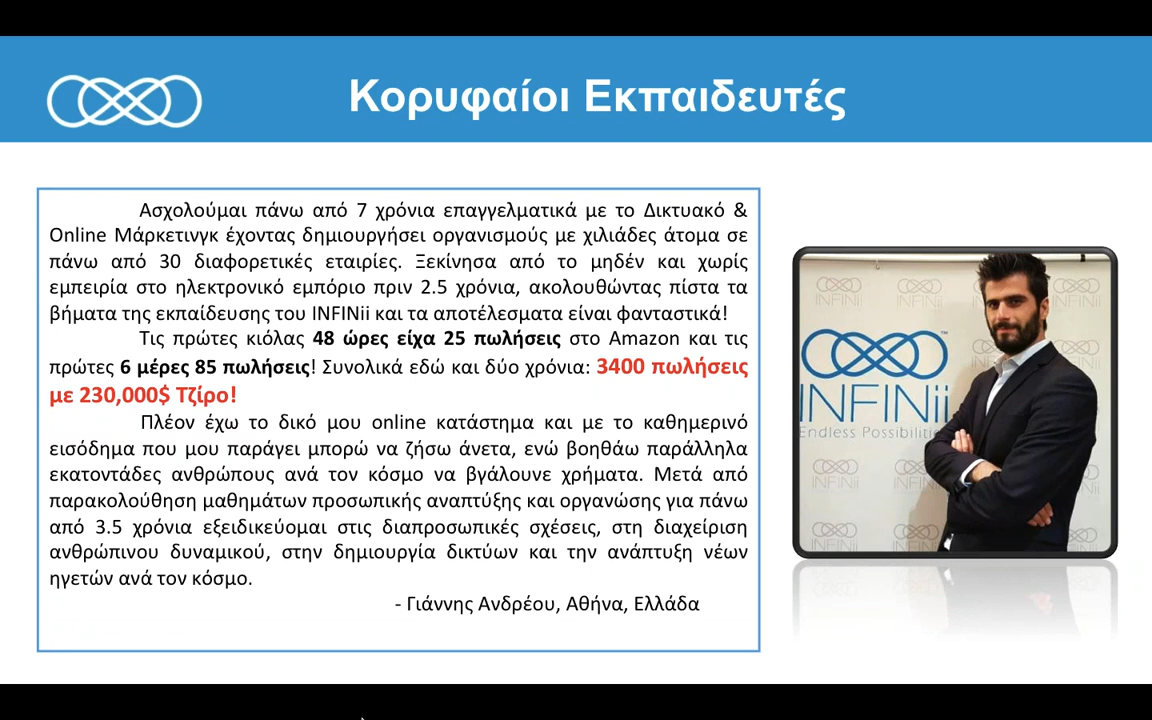 Κορυφαίοι Εκπαιδευτές
Ασχολούμαι πάνω από 7 χρόνια επαγγελματικά με το Δικτυακό &
Online Μάρκετινγκ έχοντας δημιουργήσει οργανισμούς με χιλιάδες άτομα σε
πάνω από 30 διαφορετικές εταιρίες. Ξεκίνησα από το μηδέν και χωρίς
εμπειρία στο ηλεκτρονικό εμπόριο πριν 2.5 χρόνια, ακολουθώντας πίστα τα
βήματα της εκπαίδευσης του INFINii και τα αποτέλεσματα είναι φανταστικά!
Τις πρώτες κιόλας 48 ώρες είχα 25 πωλήσεις στο Amazon και τις
πρώτες 6 μέρες 85 πωλήσεις! Συνολικά εδώ και δύο χρόνια: 3400 πωλήσεις
με 230,000$ Τζίρο!
Πλέον έχω το δικό μου online κατάστημα και με το καθημερινό
εισόδημα που μου παράγει μπορώ να ζήσω άνετα, ενώ βοηθάω παράλληλα
εκατοντάδες ανθρώπους ανά τον κόσμο να βγάλουνε χρήματα. Μετά από
παρακολούθηση μαθημάτων προσωπικής αναπτύξης και οργανώσης για πάνω
από 3.5 χρόνια εξειδικεύομαι στις διαπροσωπικές σχέσεις, στη διαχείριση
ανθρώπινου δυναμικού, στην δημιουργία δικτύων και την ανάπτυξη νέων
ηγετών ανά τον κόσμο.
- Γιάννης Ανδρέου, Αθήνα, Ελλάδα
INFINii
Endless Possibilities